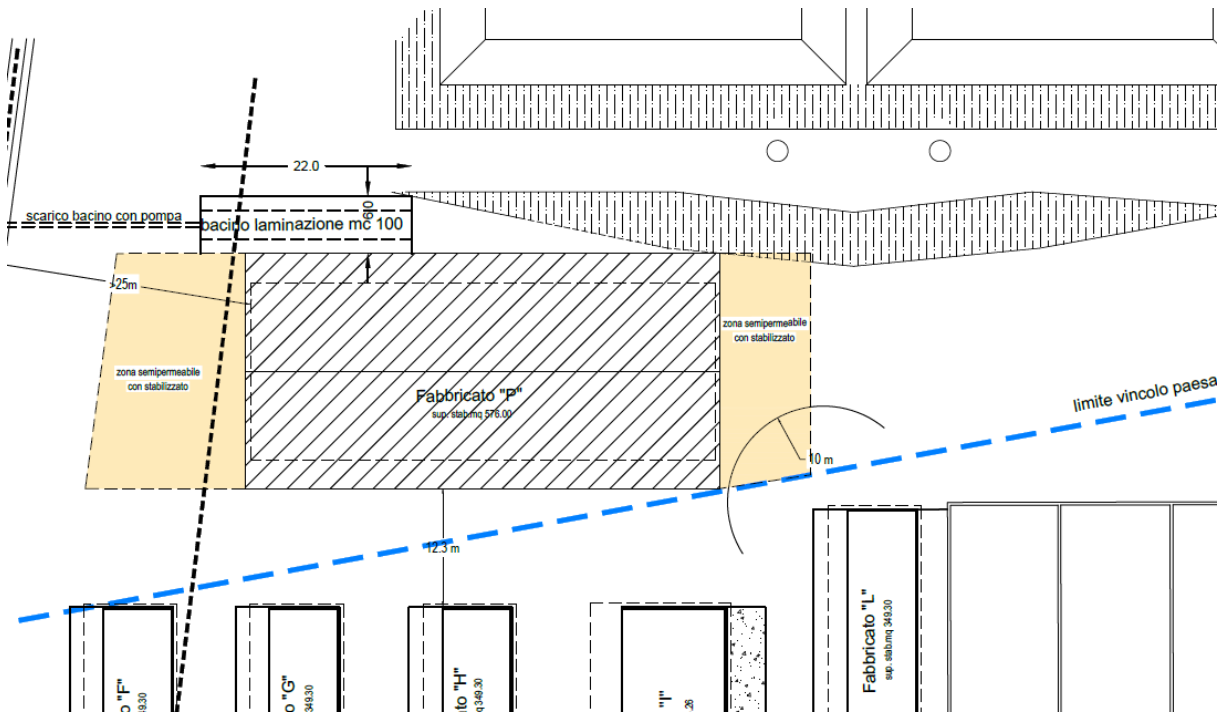 22.0
6.0
scarico bacino con pompa
bacino laminazione mc 100
>25m
zona semipermeabile
con stabilizzato
zona semipermeabile
con stabilizzato
Fabbricato "P"
sup. stab.mq 576.00
limite vincolo paesa
10 m
12.3 m
o "F"
49.30
o "G"
349.30
to "H"
q 349.30
"I"
.26
Fabbricato "L"
sup. stab.mq 349.30